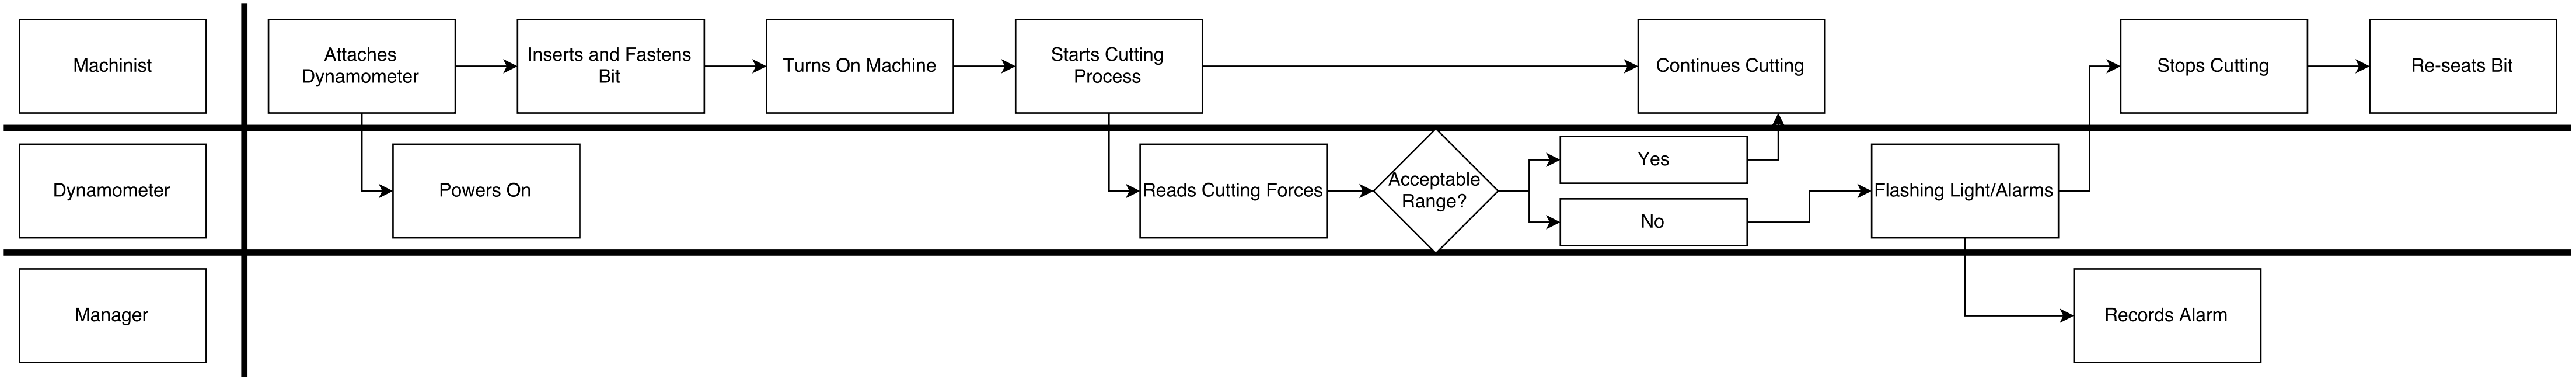 Machinist
Attaches
Dynamometer
Inserts and Fastens
Bit
Turns On Machine
Starts Cutting
Process
Continues Cutting
Stops Cutting
Re-seats Bit
Dynamometer
Powers On
Reads Cutting Forces
Acceptable
Range?
Yes
No
Flashing Light/Alarms
Manager
Records Alarm